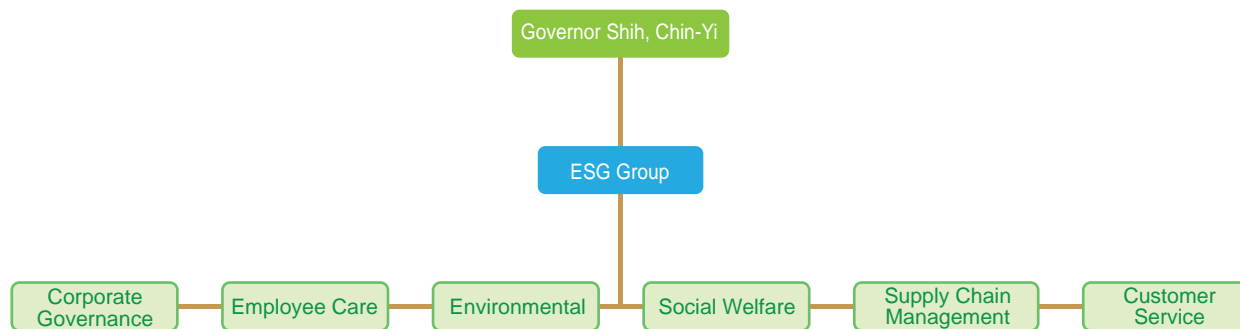 Governor Shih, Chin-Yi
ESG Group
Corporate
Governance
Employee Care
Environmental
Social Welfare
Supply Chain
Management
Customer
Service